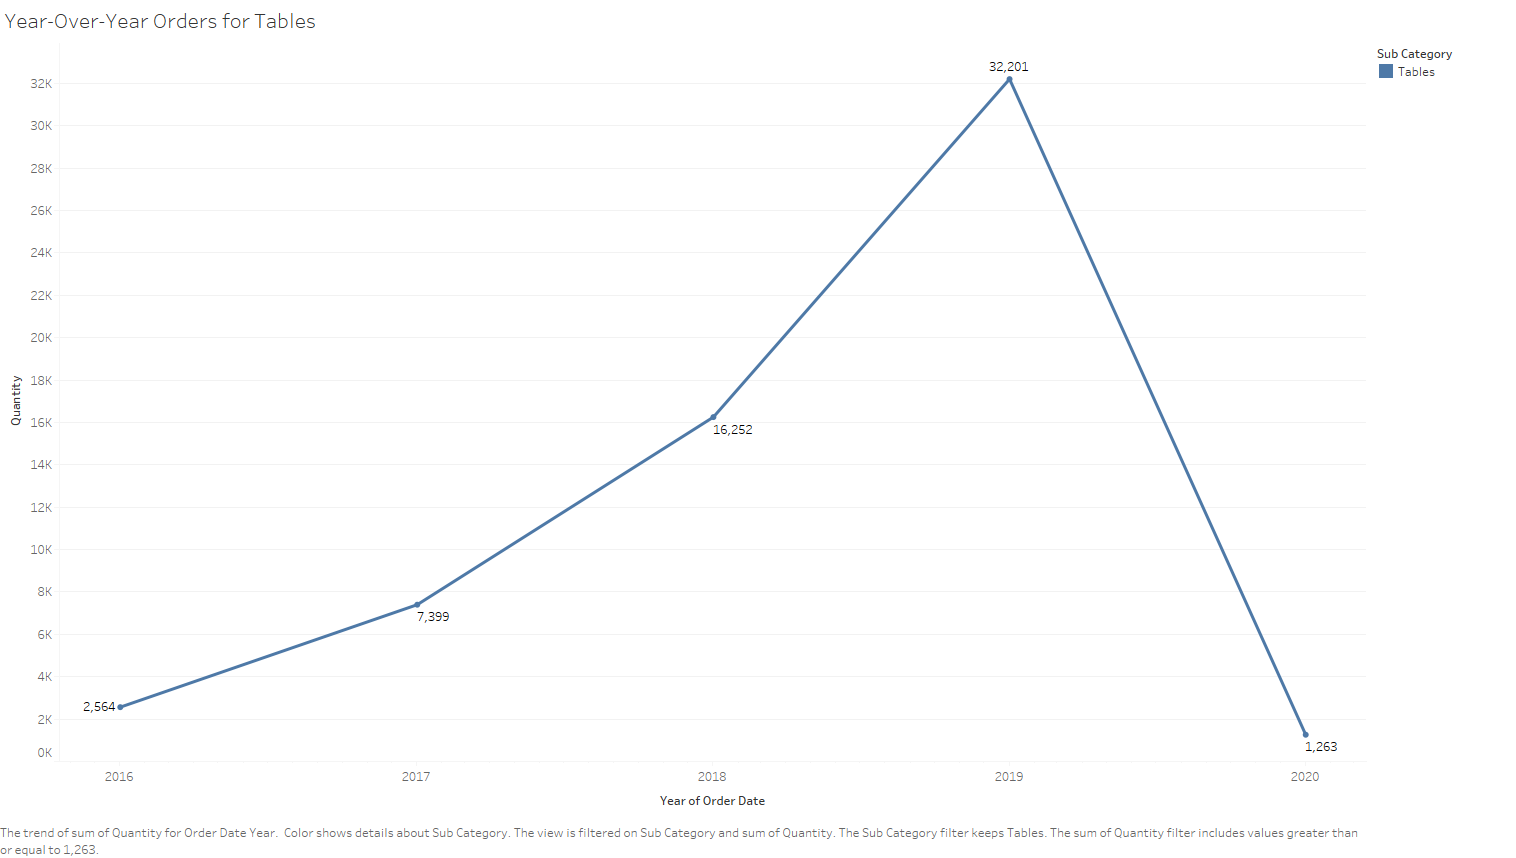 Year-Over-Year Orders for Tables
Sub Category
Tables
32,201
32K
30K
28K
26K
24K
22K
20K
18K
16K
14K
12K
10K
8K
6K
4K
2K
0K
Quantity
16,252
7,399
2,564
1,263
2016
2017
2018
2019
2020
Year of Order Date
The trend of sum of Quantity for Order Date Year.  Color shows details about Sub Category. The view is filtered on Sub Category and sum of Quantity. The Sub Category filter keeps Tables. The sum of Quantity filter includes values greater than
or equal to 1,263.